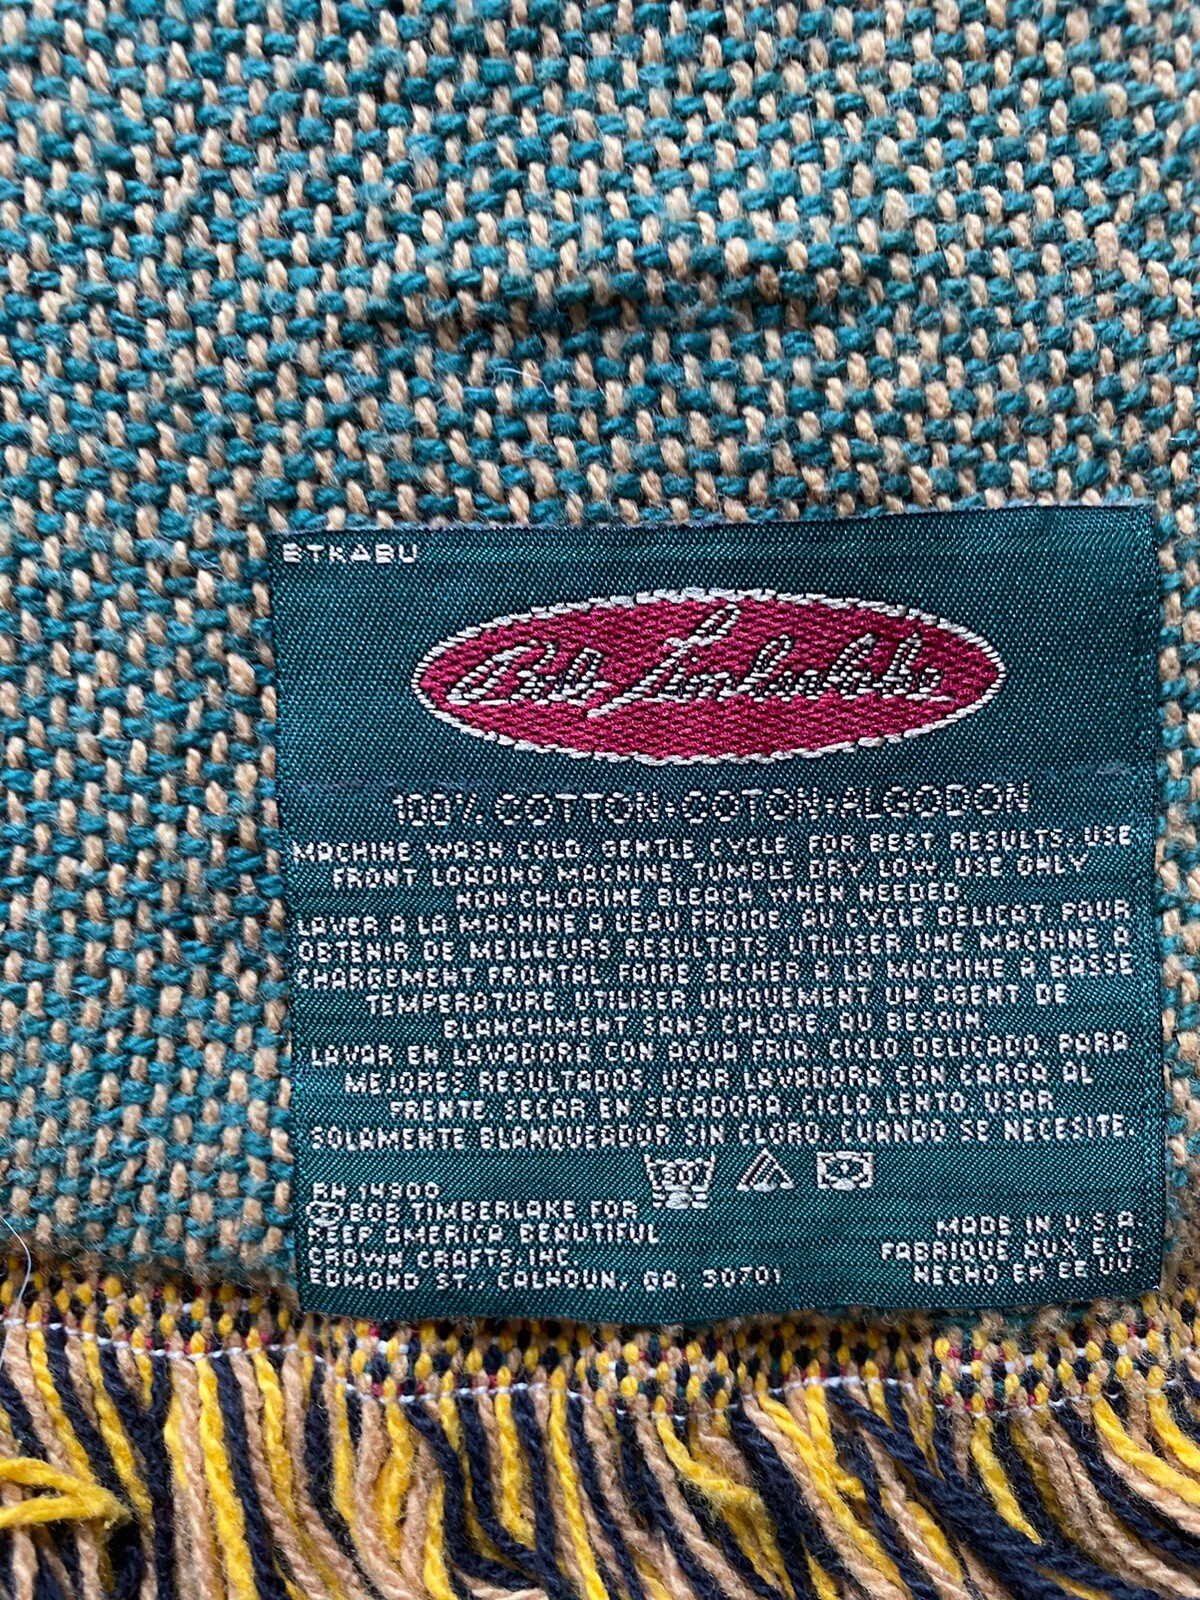 BTKABU
Bob Timberlake
100% COTTON•COTON•ALGODON
MACHINE WASH COLD, GENTLE CYCLE. FOR BEST RESULTS, USE
FRONT LOADING MACHINE. TUMBLE DRY LOW. USE ONLY
NON-CHLORINE BLEACH WHEN NEEDED.
LAVER A LA MACHINE A L'EAU FROIDE, AU CYCLE DELICAT. POUR
OBTENIR DE MEILLEURS RESULTATS, UTILISER UNE MACHINE A
CHARGEMENT FRONTAL. FAIRE SECHER A LA MACHINE A BASSE
TEMPERATURE. UTILISER UNIQUEMENT UN AGENT DE
BLANCHIMENT SANS CHLORE, AU BESOIN.
LAVAR EN LAVADORA CON AGUA FRIA, CICLO DELICADO. PARA
MEJORES RESULTADOS, USAR LAVADORA CON CARGA AL
FRENTE. SECAR EN SECADORA, CICLO LENTO. USAR
SOLAMENTE BLANQUEADOR SIN CLORO, CUANDO SE NECESITE.
RN 14900
© BOB TIMBERLAKE FOR
KEEP AMERICA BEAUTIFUL
CROWN CRAFTS, INC.
EDMOND ST., CALHOUN, GA 30701
MADE IN U.S.A.
FABRIQUE AUX E.U.
HECHO EN EE.UU.